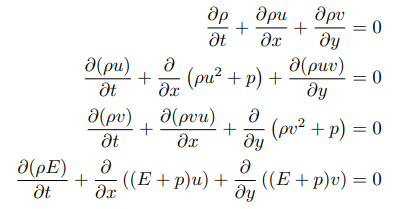 ∂ρ/∂t + ∂ρu/∂x + ∂ρv/∂y = 0
∂(ρu)/∂t + ∂/∂x (ρu² + p) + ∂(ρuv)/∂y = 0
∂(ρv)/∂t + ∂(ρvu)/∂x + ∂/∂y (ρv² + p) = 0
∂(ρE)/∂t + ∂/∂x ((E + p)u) + ∂/∂y ((E + p)v) = 0